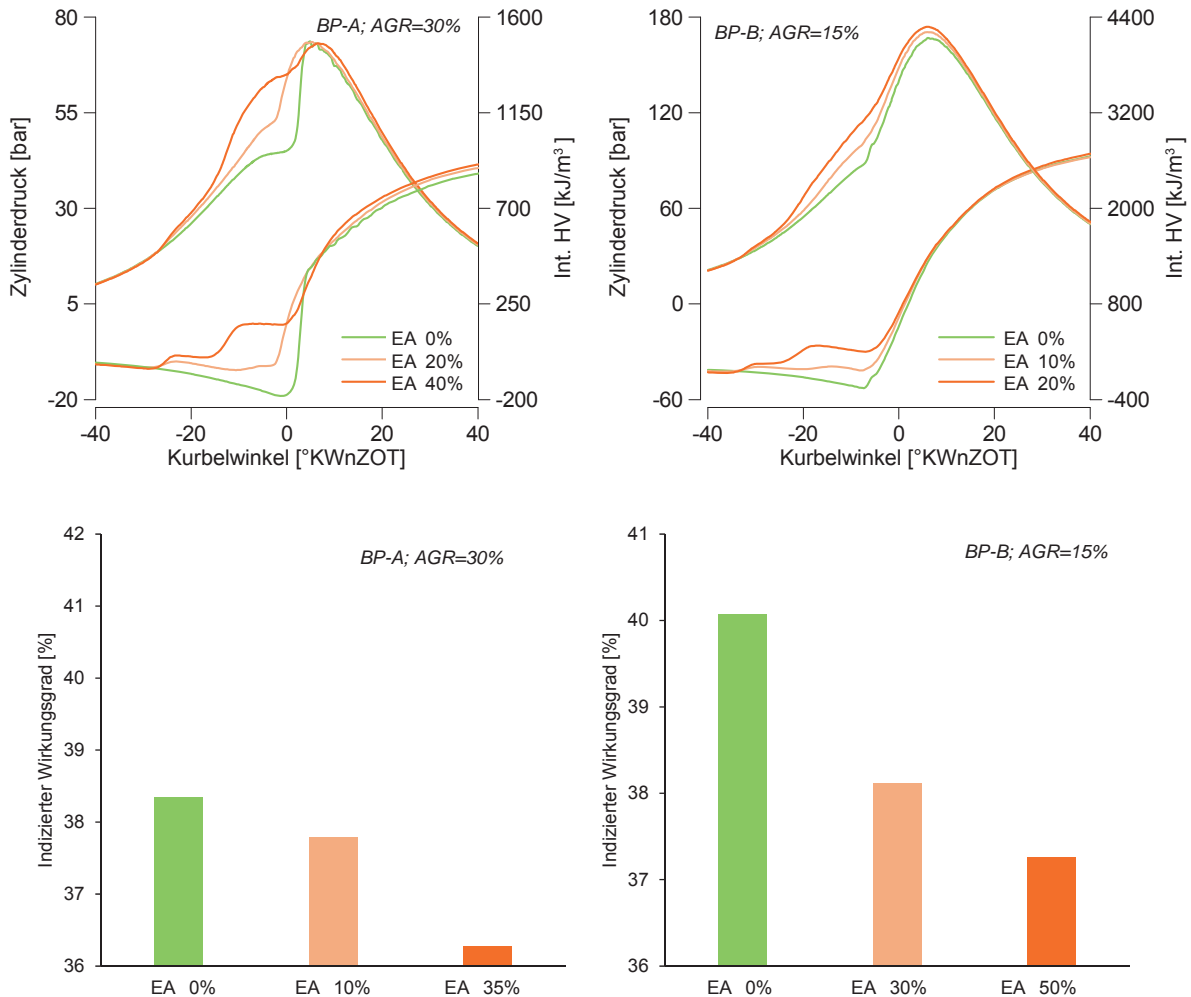 BP-A; AGR=30%
Zylinderdruck [bar]
80
55
30
5
-20
Int. HV [kJ/m³]
1600
1150
700
250
-200
EA 0%
EA 20%
EA 40%
-40
-20
0
20
40
Kurbelwinkel [°KWnZOT]
BP-B; AGR=15%
Zylinderdruck [bar]
180
120
60
0
-60
Int. HV [kJ/m³]
4400
3200
2000
800
-400
EA 0%
EA 10%
EA 20%
-40
-20
0
20
40
Kurbelwinkel [°KWnZOT]
BP-A; AGR=30%
Indizierter Wirkungsgrad [%]
42
41
40
39
38
37
36
EA 0%
EA 10%
EA 35%
BP-B; AGR=15%
Indizierter Wirkungsgrad [%]
41
40
39
38
37
36
EA 0%
EA 30%
EA 50%